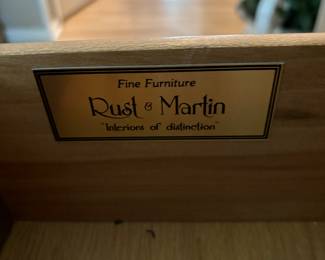 Fine Furniture
Rust & Martin
"Interiors of distinction"